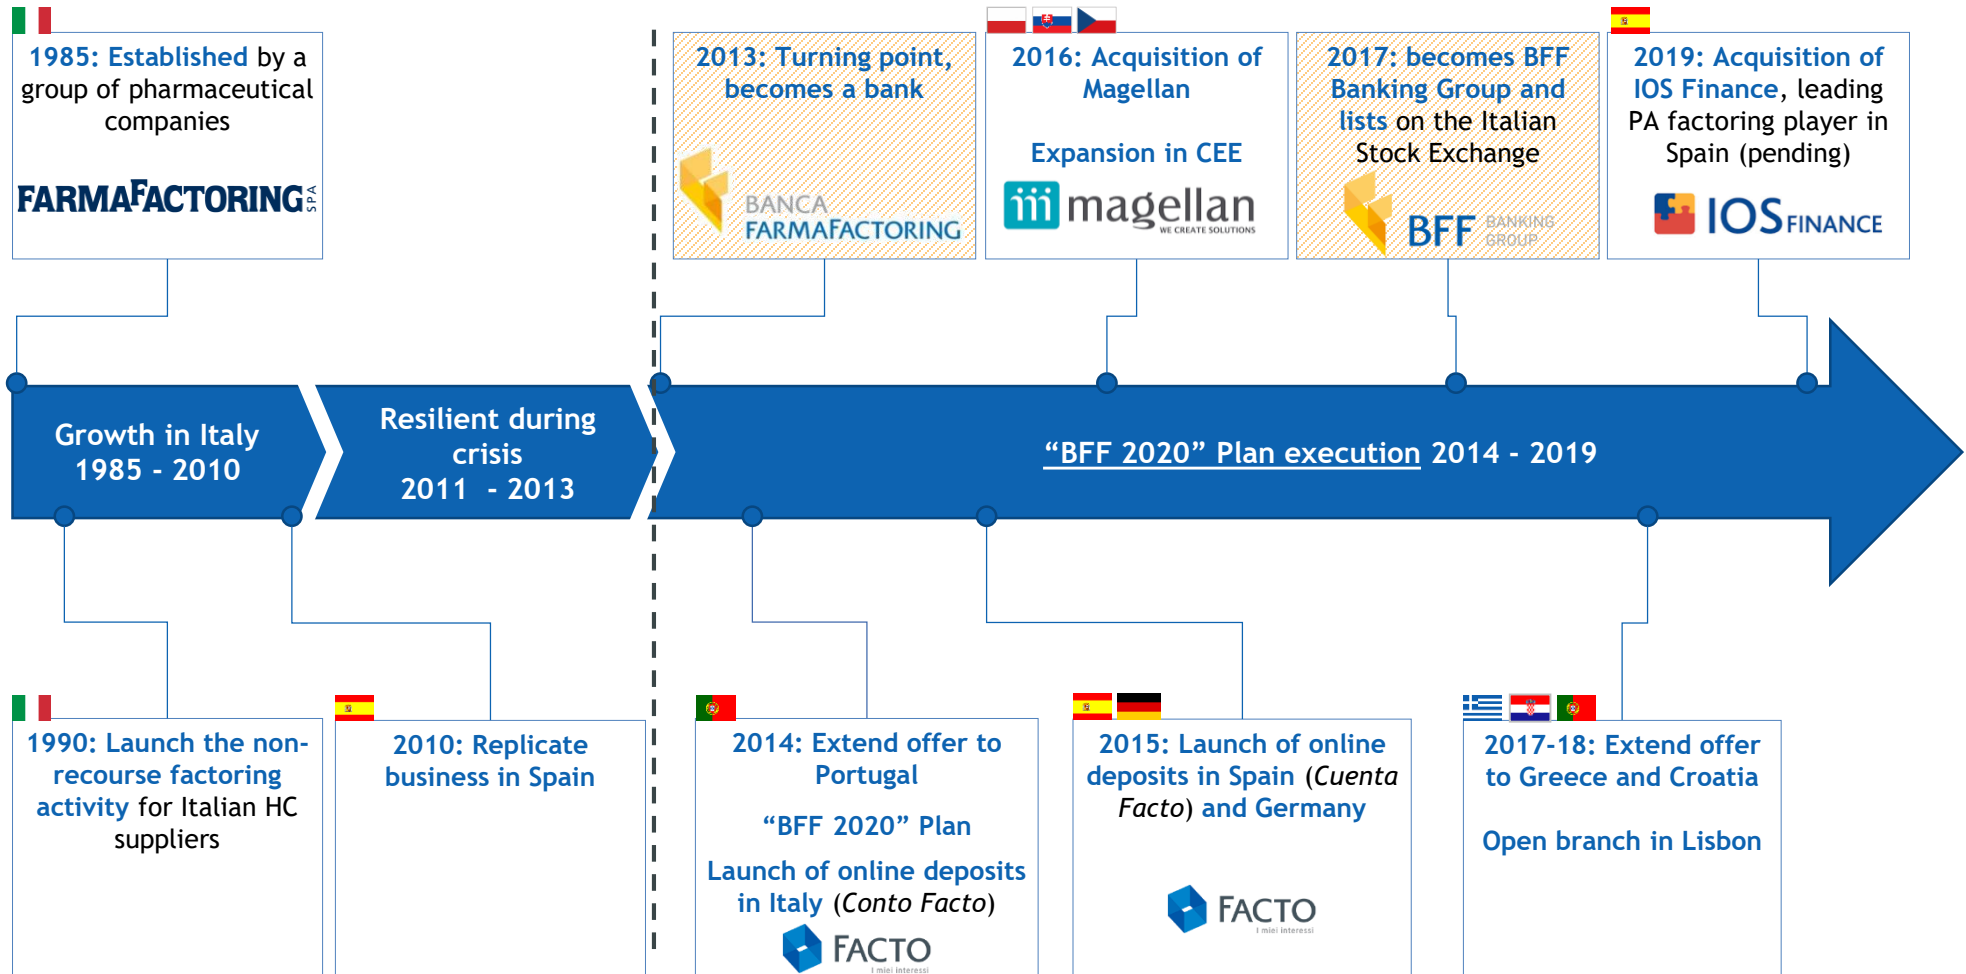 1985: Established by a
group of pharmaceutical
companies
FARMAFACTORING SPA
2013: Turning point,
becomes a bank
BANCA
FARMAFACTORING
2016: Acquisition of
Magellan
Expansion in CEE
magellan
WE CREATE SOLUTIONS
2017: becomes BFF
Banking Group and
lists on the Italian
Stock Exchange
BFF BANKING
GROUP
2019: Acquisition of
IOS Finance, leading
PA factoring player in
Spain (pending)
IOS FINANCE
Growth in Italy
1985 - 2010
Resilient during
crisis
2011 - 2013
“BFF 2020” Plan execution 2014 - 2019
1990: Launch the non-
recourse factoring
activity for Italian HC
suppliers
2010: Replicate
business in Spain
2014: Extend offer to
Portugal
“BFF 2020” Plan
Launch of online deposits
in Italy (Conto Facto)
FACTO
I miei interessi
2015: Launch of online
deposits in Spain (Cuenta
Facto) and Germany
FACTO
I miei interessi
2017-18: Extend offer
to Greece and Croatia
Open branch in Lisbon